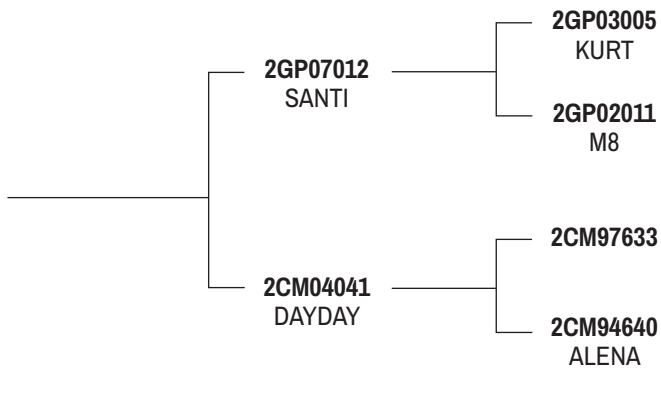 2GP03005
KURT
2GP07012
SANTI
2GP02011
M8
2CM97633
2CM04041
DAYDAY
2CM94640
ALENA